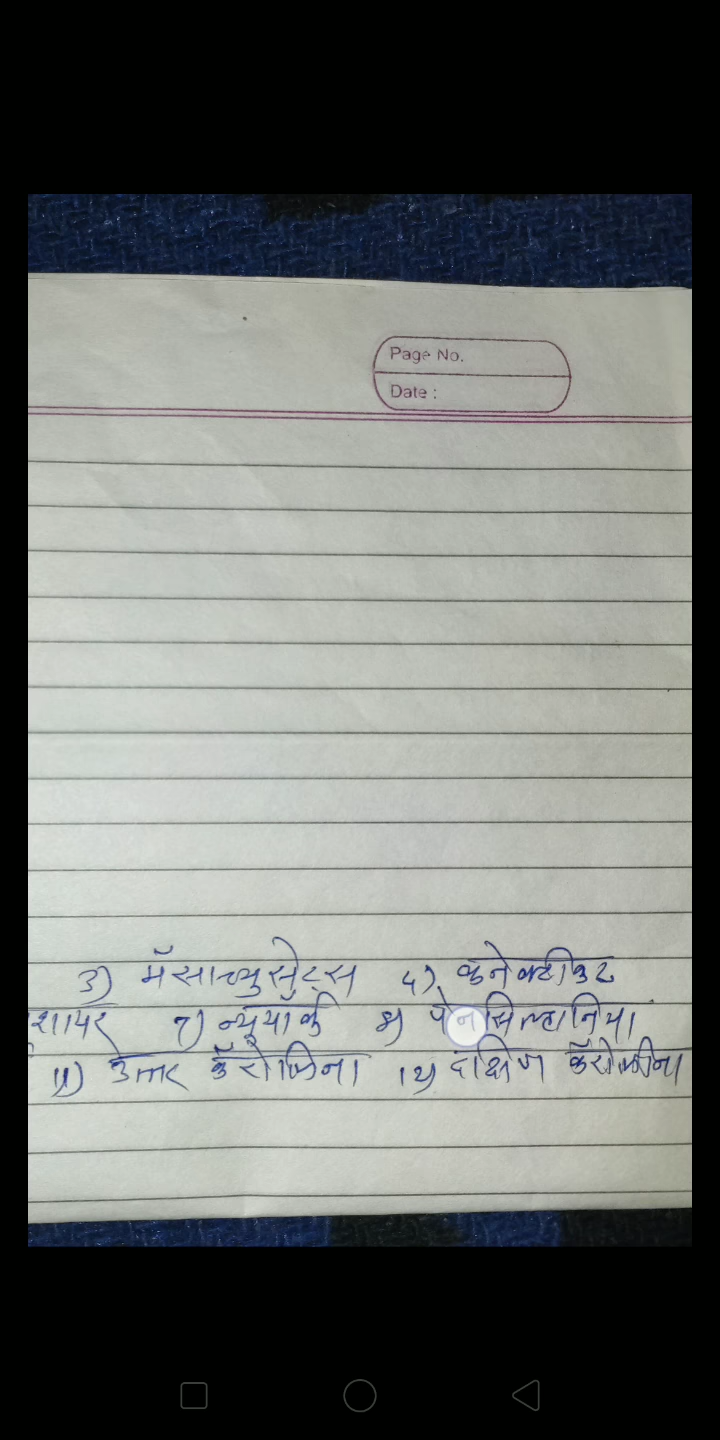 Page No.
Date :
3) मॅसाच्युसेट्स 4) कनेक्टीकट
शायर 7) न्यूयॉर्क 8) पेनसिल्हानिया
11) उत्तर कॅरोलिना 12) दक्षिण कॅरोलीना